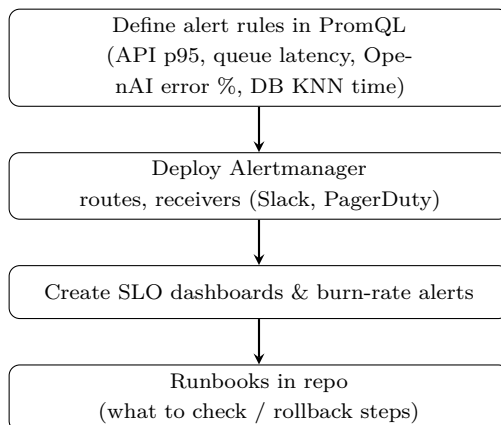 Define alert rules in PromQL
(API p95, queue latency, Ope-
nAI error %, DB KNN time)
Deploy Alertmanager
routes, receivers (Slack, PagerDuty)
Create SLO dashboards & burn-rate alerts
Runbooks in repo
(what to check / rollback steps)